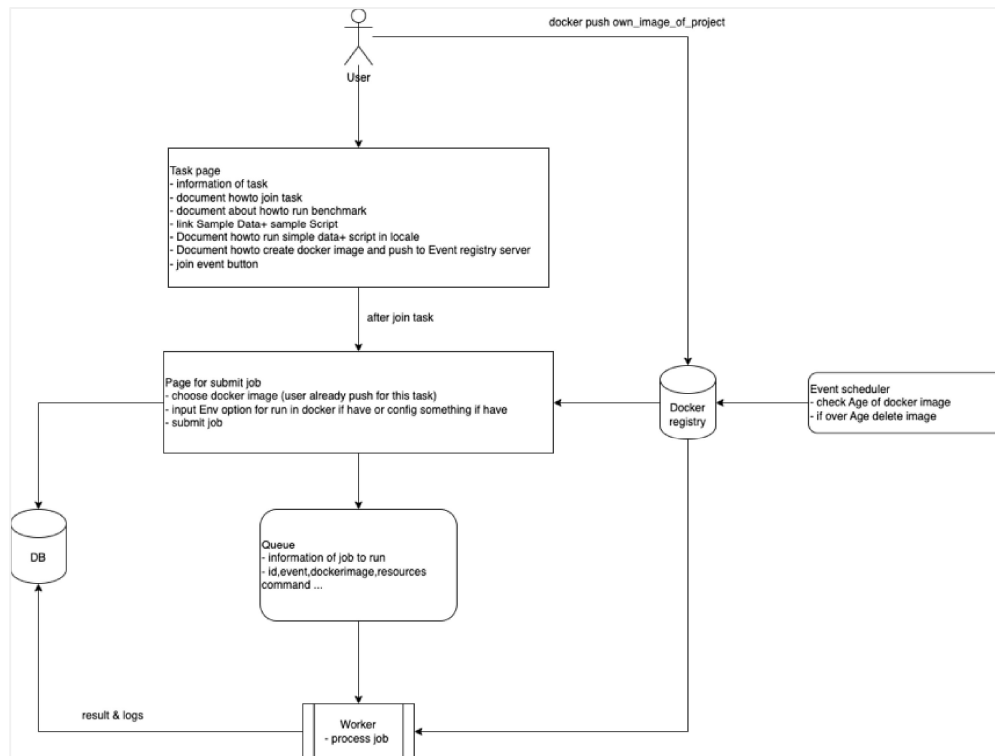 docker push own_image_of_project
User
Task page
- information of task
- document howto join task
- document about howto run benchmark
- link Sample Data+ sample Script
- Document howto run simple data+ script in locale
- Document howto create docker image and push to Event registry server
- join event button
after join task
Page for submit job
- choose docker image (user already push for this task)
- input Env option for run in docker if have or config something if have
- submit job
Docker
registry
Event scheduler
- check Age of docker image
- if over Age delete image
DB
Queue
- information of job to run
- id,event,dockerimage,resources
command ...
result & logs
Worker
- process job